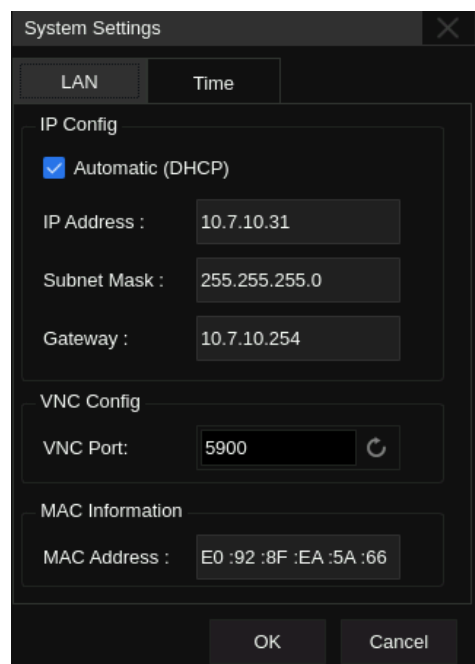 System Settings
LAN Time
IP Config
Automatic (DHCP)
IP Address : 10.7.10.31
Subnet Mask : 255.255.255.0
Gateway : 10.7.10.254
VNC Config
VNC Port: 5900
MAC Information
MAC Address : E0 :92 :8F :EA :5A :66
OK Cancel